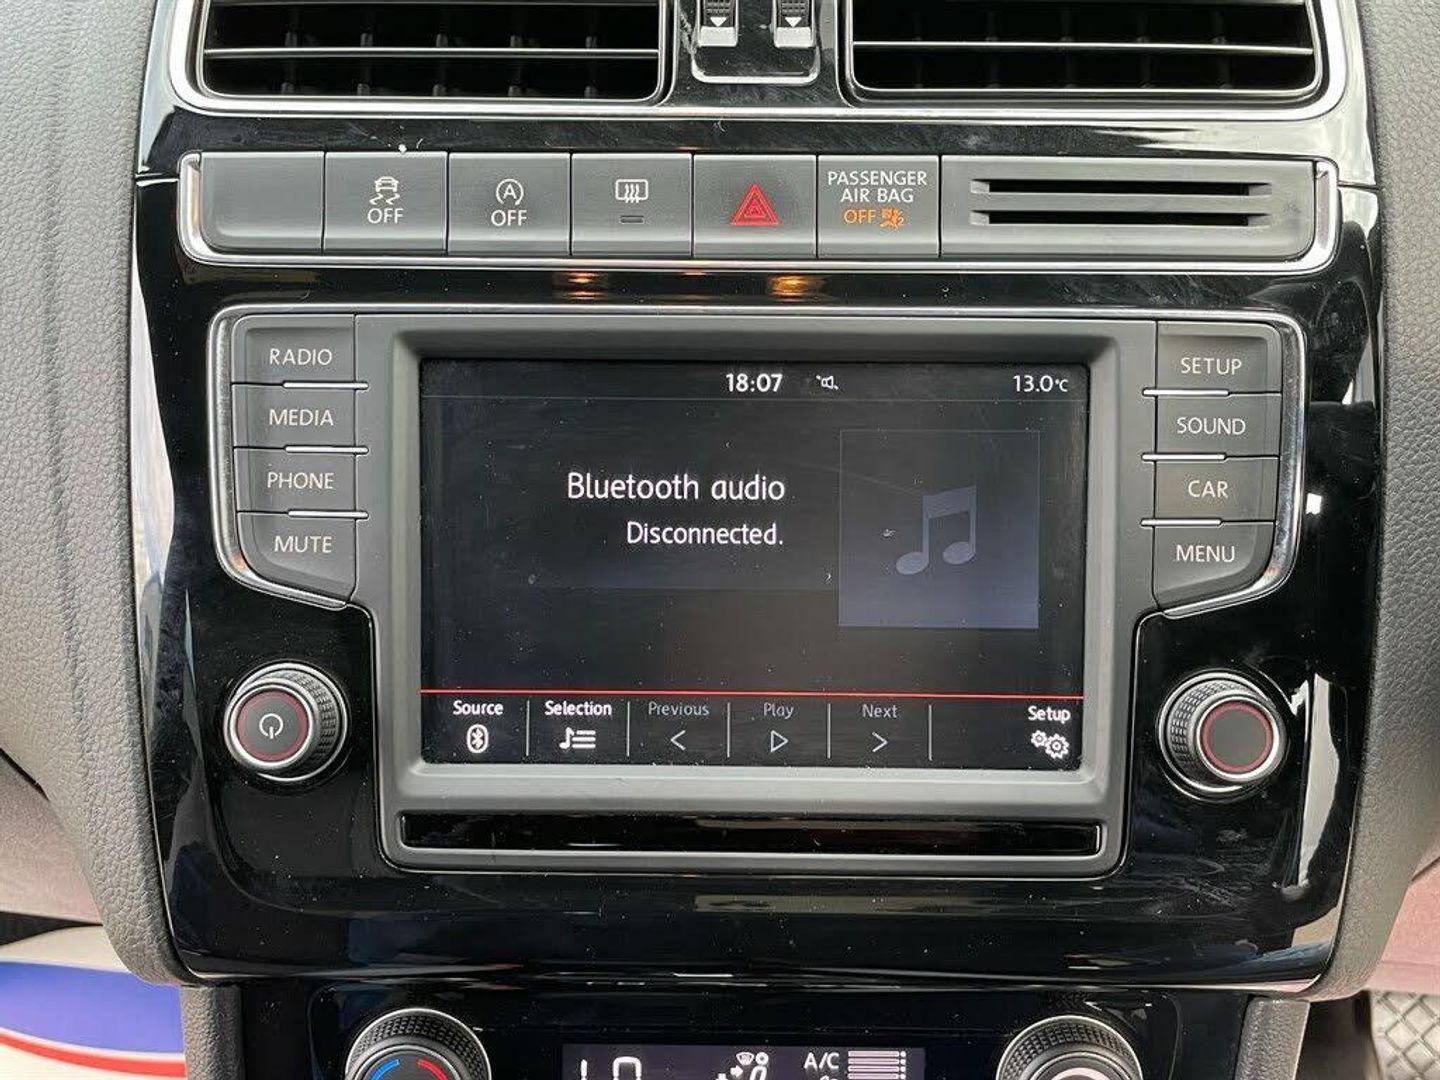 OFF
A
OFF
PASSENGER
AIR BAG
OFF
RADIO
MEDIA
PHONE
MUTE
SETUP
SOUND
CAR
MENU
18:07
13.0°C
Bluetooth audio
Disconnected.
Source
Selection
Previous
Play
Next
Setup
A/C